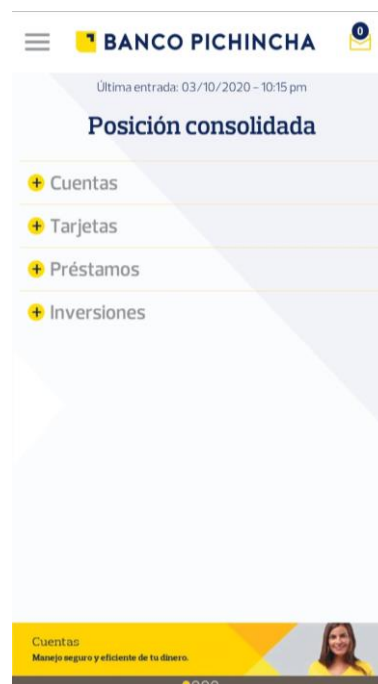 BANCO PICHINCHA
0
Última entrada: 03/10/2020 - 10:15 pm
Posición consolidada
Cuentas
Tarjetas
Préstamos
Inversiones
Cuentas
Manejo seguro y eficiente de tu dinero.